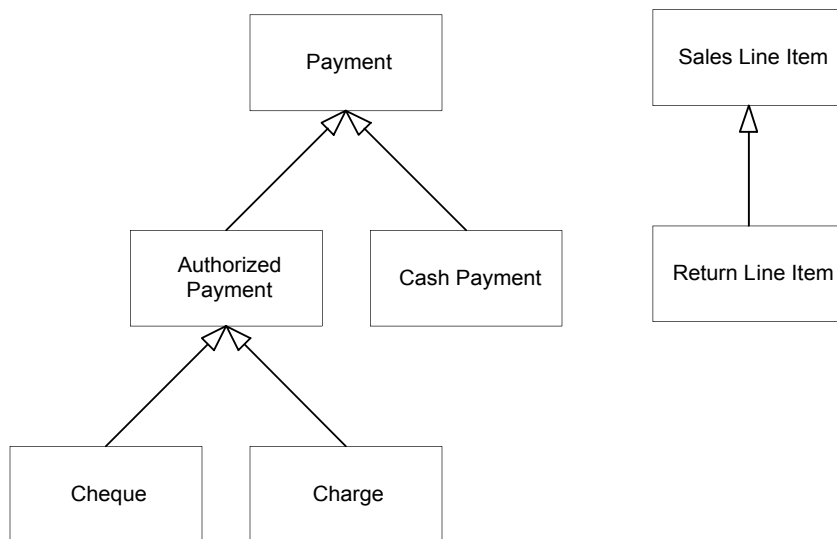 Payment
Sales Line Item
Authorized
Payment
Cash Payment
Return Line Item
Cheque
Charge